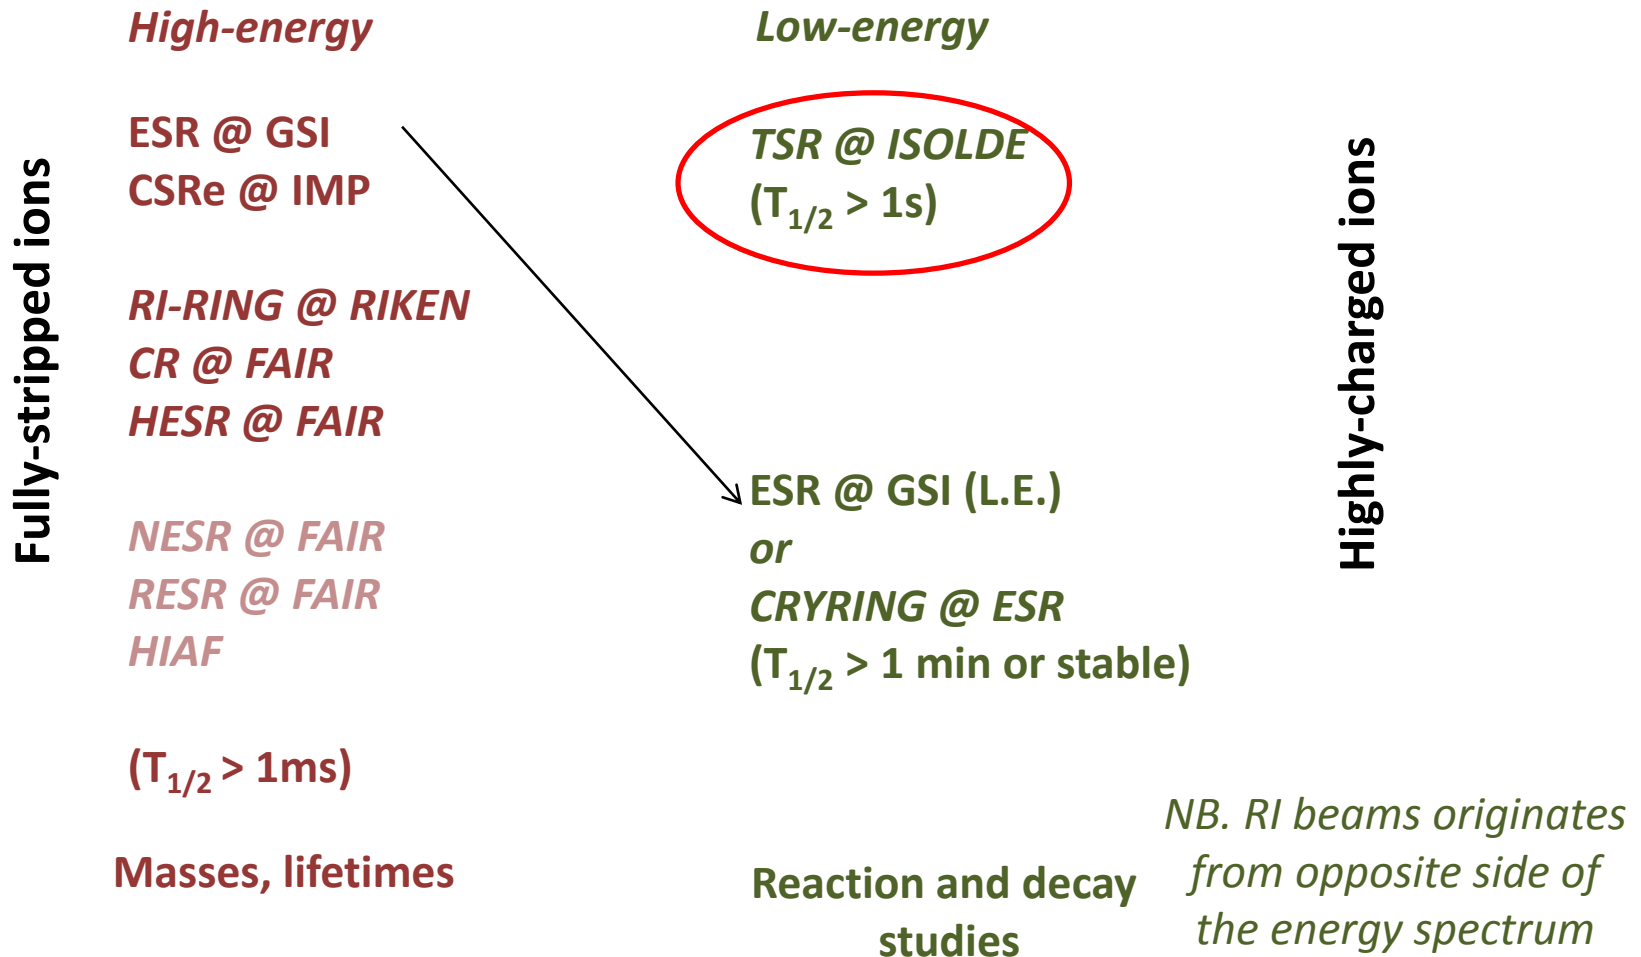 High-energy
ESR @ GSI
CSRe @ IMP
RI-RING @ RIKEN
CR @ FAIR
HESR @ FAIR
NESR @ FAIR
RESR @ FAIR
HIAF
(T1/2 > 1ms)
Masses, lifetimes
Fully-stripped ions
Low-energy
TSR @ ISOLDE
(T1/2 > 1s)
ESR @ GSI (L.E.)
or
CRYRING @ ESR
(T1/2 > 1 min or stable)
Reaction and decay
studies
Highly-charged ions
NB. RI beams originates
from opposite side of
the energy spectrum